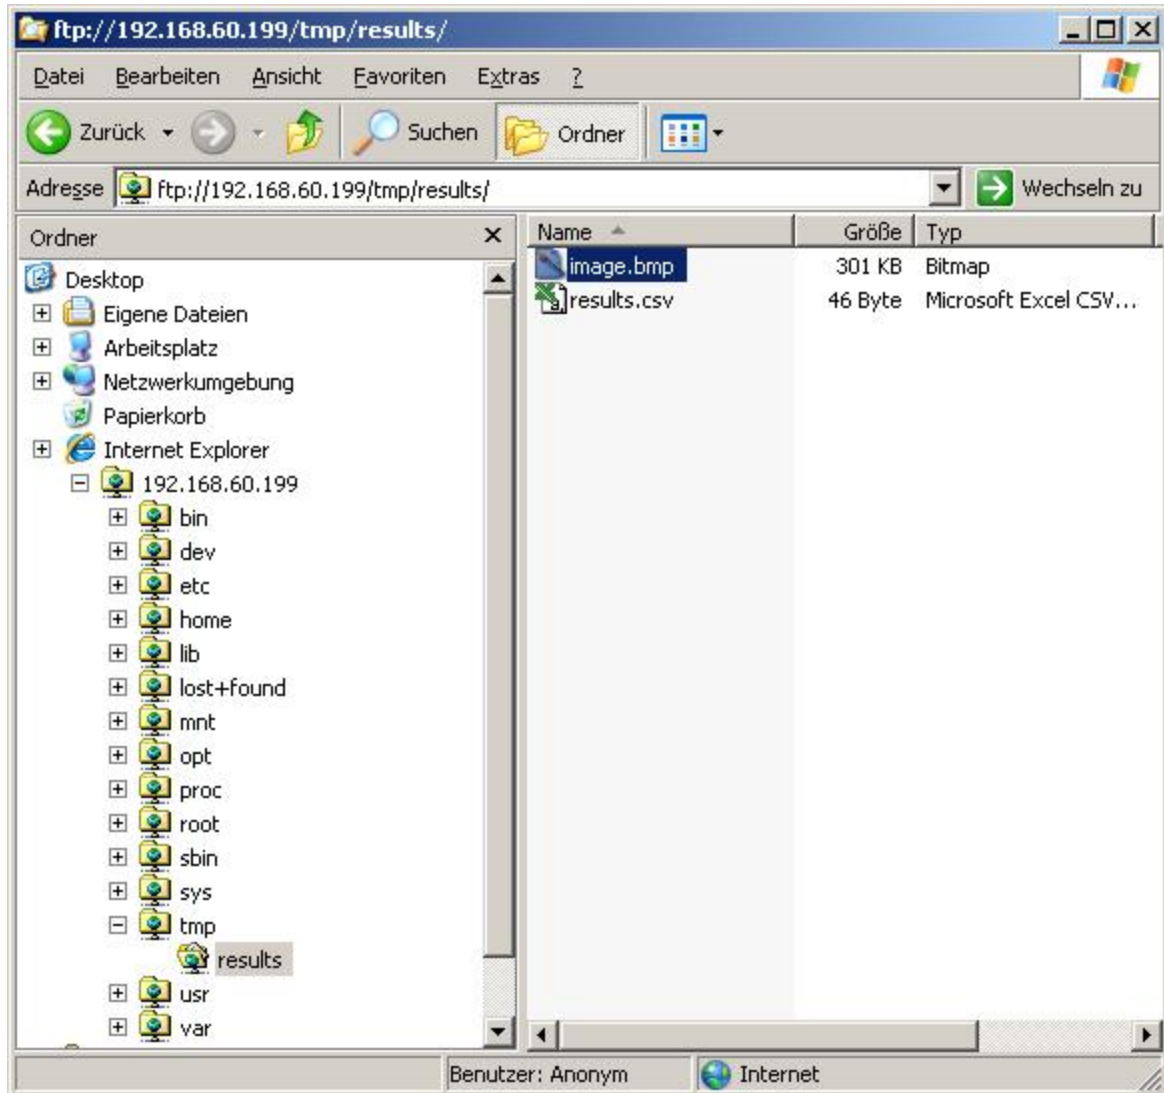 ftp://192.168.60.199/tmp/results/
Datei Bearbeiten Ansicht Favoriten Extras ?
Zurück Suchen Ordner
Adresse ftp://192.168.60.199/tmp/results/ Wechseln zu
Ordner
Desktop
Eigene Dateien
Arbeitsplatz
Netzwerkumgebung
Papierkorb
Internet Explorer
192.168.60.199
bin
dev
etc
home
lib
lost+found
mnt
opt
proc
root
sbin
sys
tmp
results
usr
var
Name Größe Typ
image.bmp 301 KB Bitmap
results.csv 46 Byte Microsoft Excel CSV...
Benutzer: Anonym Internet